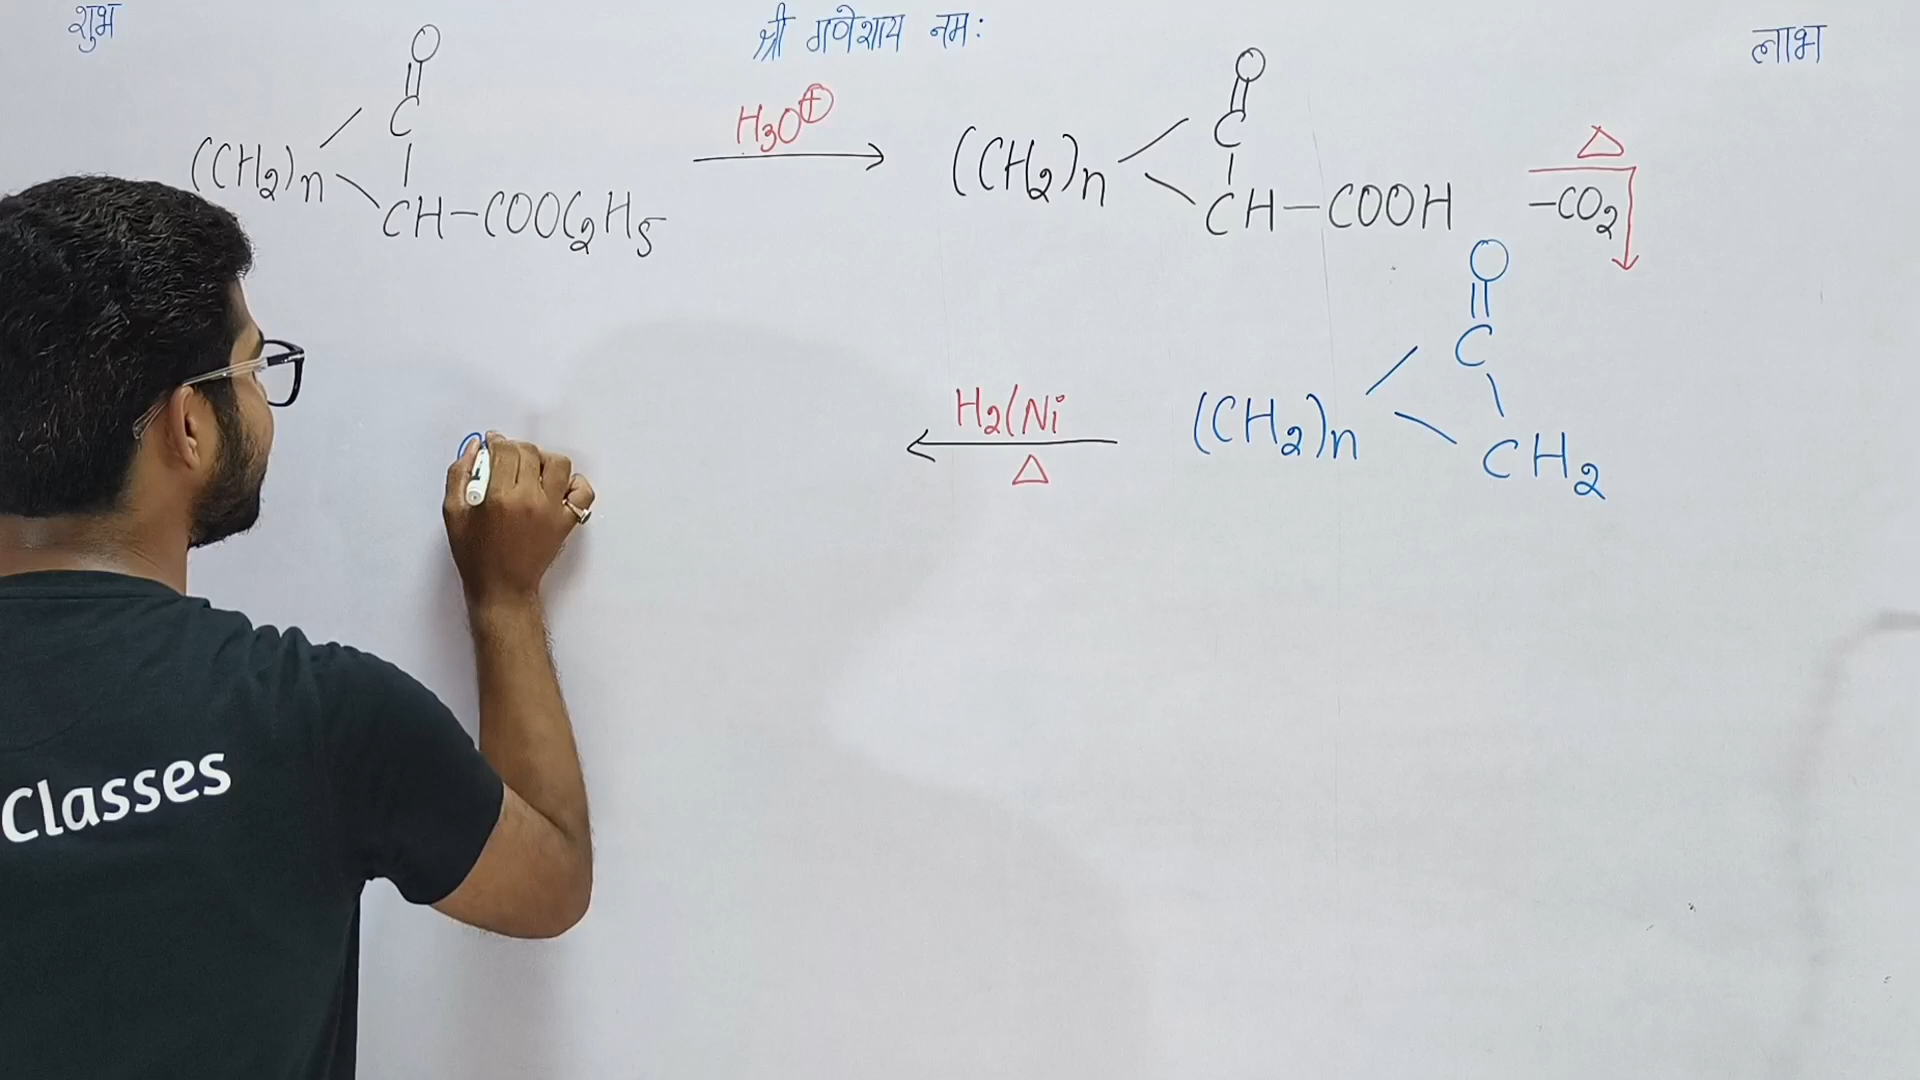 शुभ श्री गणेशाय नमः लाभ
O
||
C
(CH2)n
CH-COOC2H5
H3O⊕
O
||
C
(CH2)n
CH-COOH
Δ
-CO2
O
||
C
(CH2)n
CH2
H2(Ni
Δ
Classes